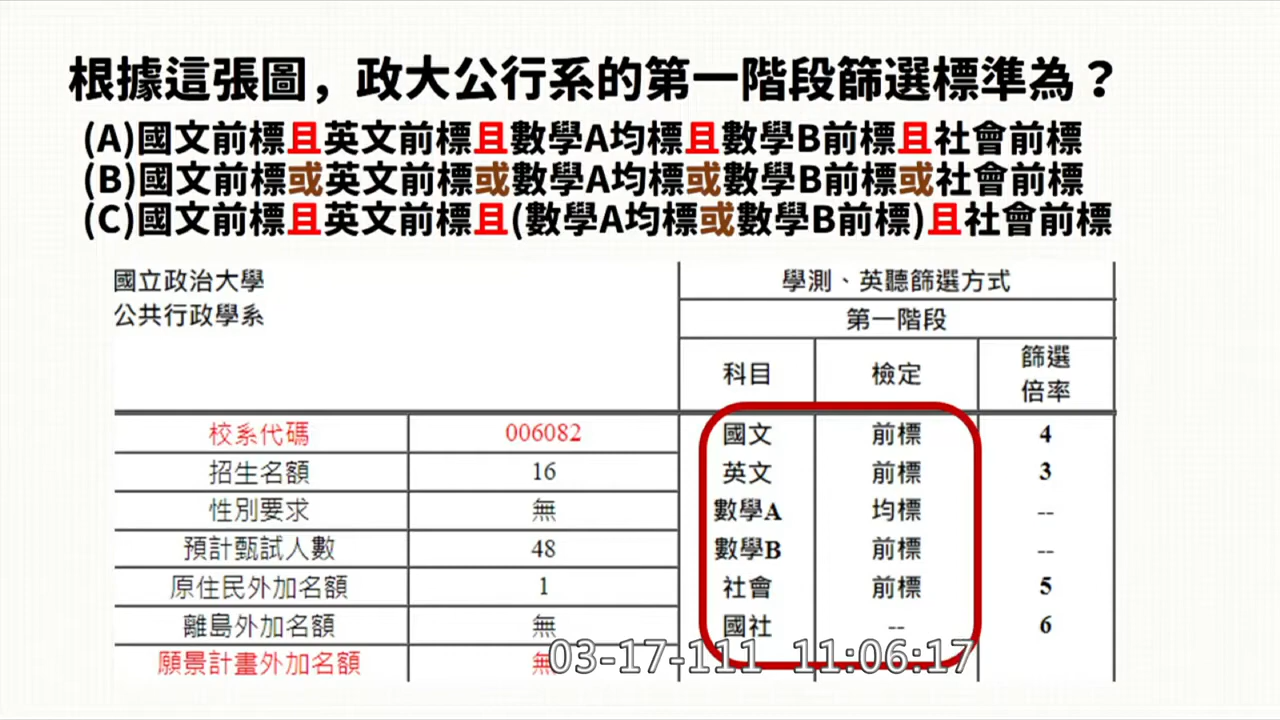 根據這張圖，政大公行系的第一階段篩選標準為？
(A)國文前標且英文前標且數學A均標且數學B前標且社會前標
(B)國文前標或英文前標或數學A均標或數學B前標或社會前標
(C)國文前標且英文前標且(數學A均標或數學B前標)且社會前標
國立政治大學
公共行政學系
學測、英聽篩選方式
第一階段
科目 檢定 篩選
倍率
校系代碼 006082 國文 前標 4
招生名額 16 英文 前標 3
性別要求 無 數學A 均標 --
預計甄試人數 48 數學B 前標 --
原住民外加名額 1 社會 前標 5
離島外加名額 無 國社 -- 6
願景計畫外加名額 無
03-17-111 11:06:17